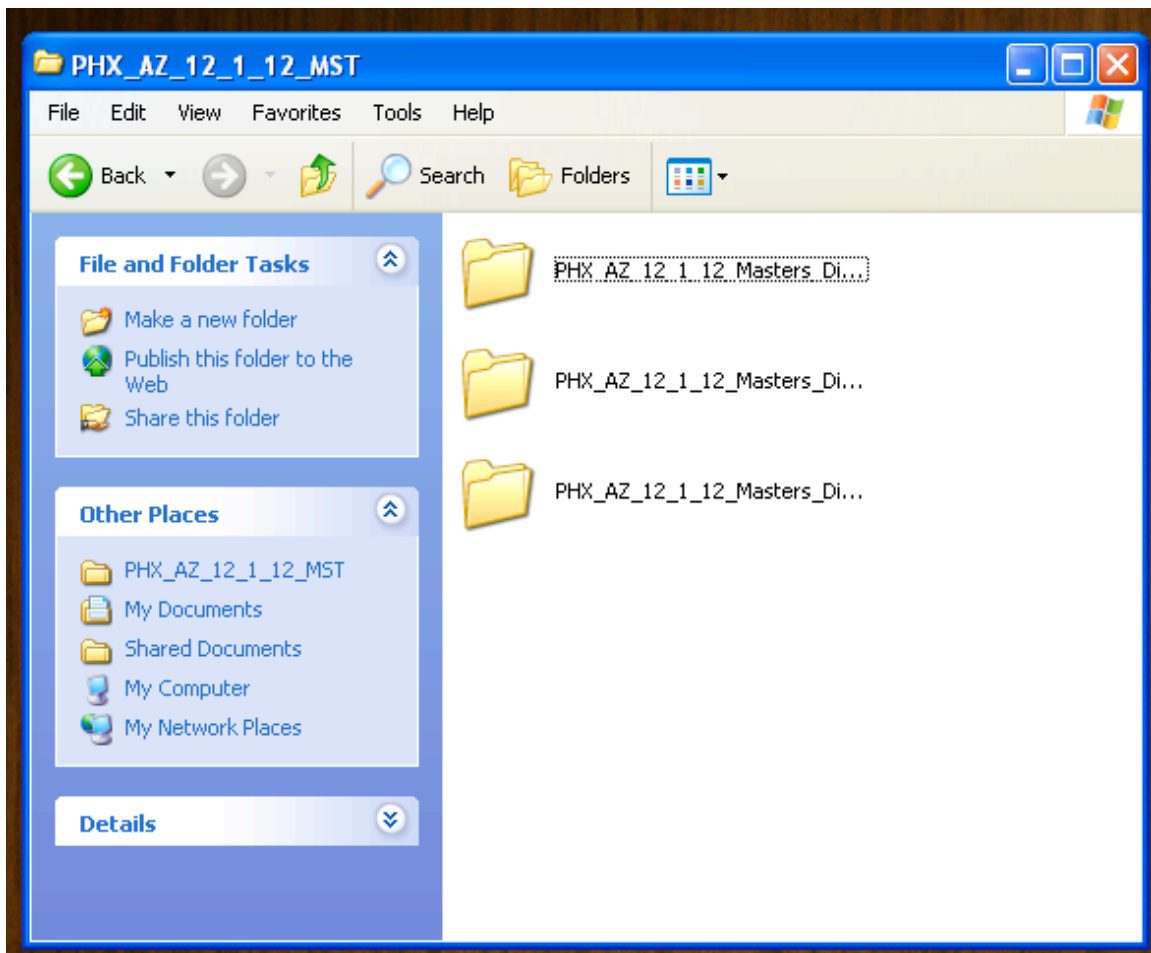 PHX_AZ_12_1_12_MST
File Edit View Favorites Tools Help
Back Search Folders
File and Folder Tasks
Make a new folder
Publish this folder to the
Web
Share this folder
Other Places
PHX_AZ_12_1_12_MST
My Documents
Shared Documents
My Computer
My Network Places
Details
PHX_AZ_12_1_12_Masters_Di...
PHX_AZ_12_1_12_Masters_Di...
PHX_AZ_12_1_12_Masters_Di...